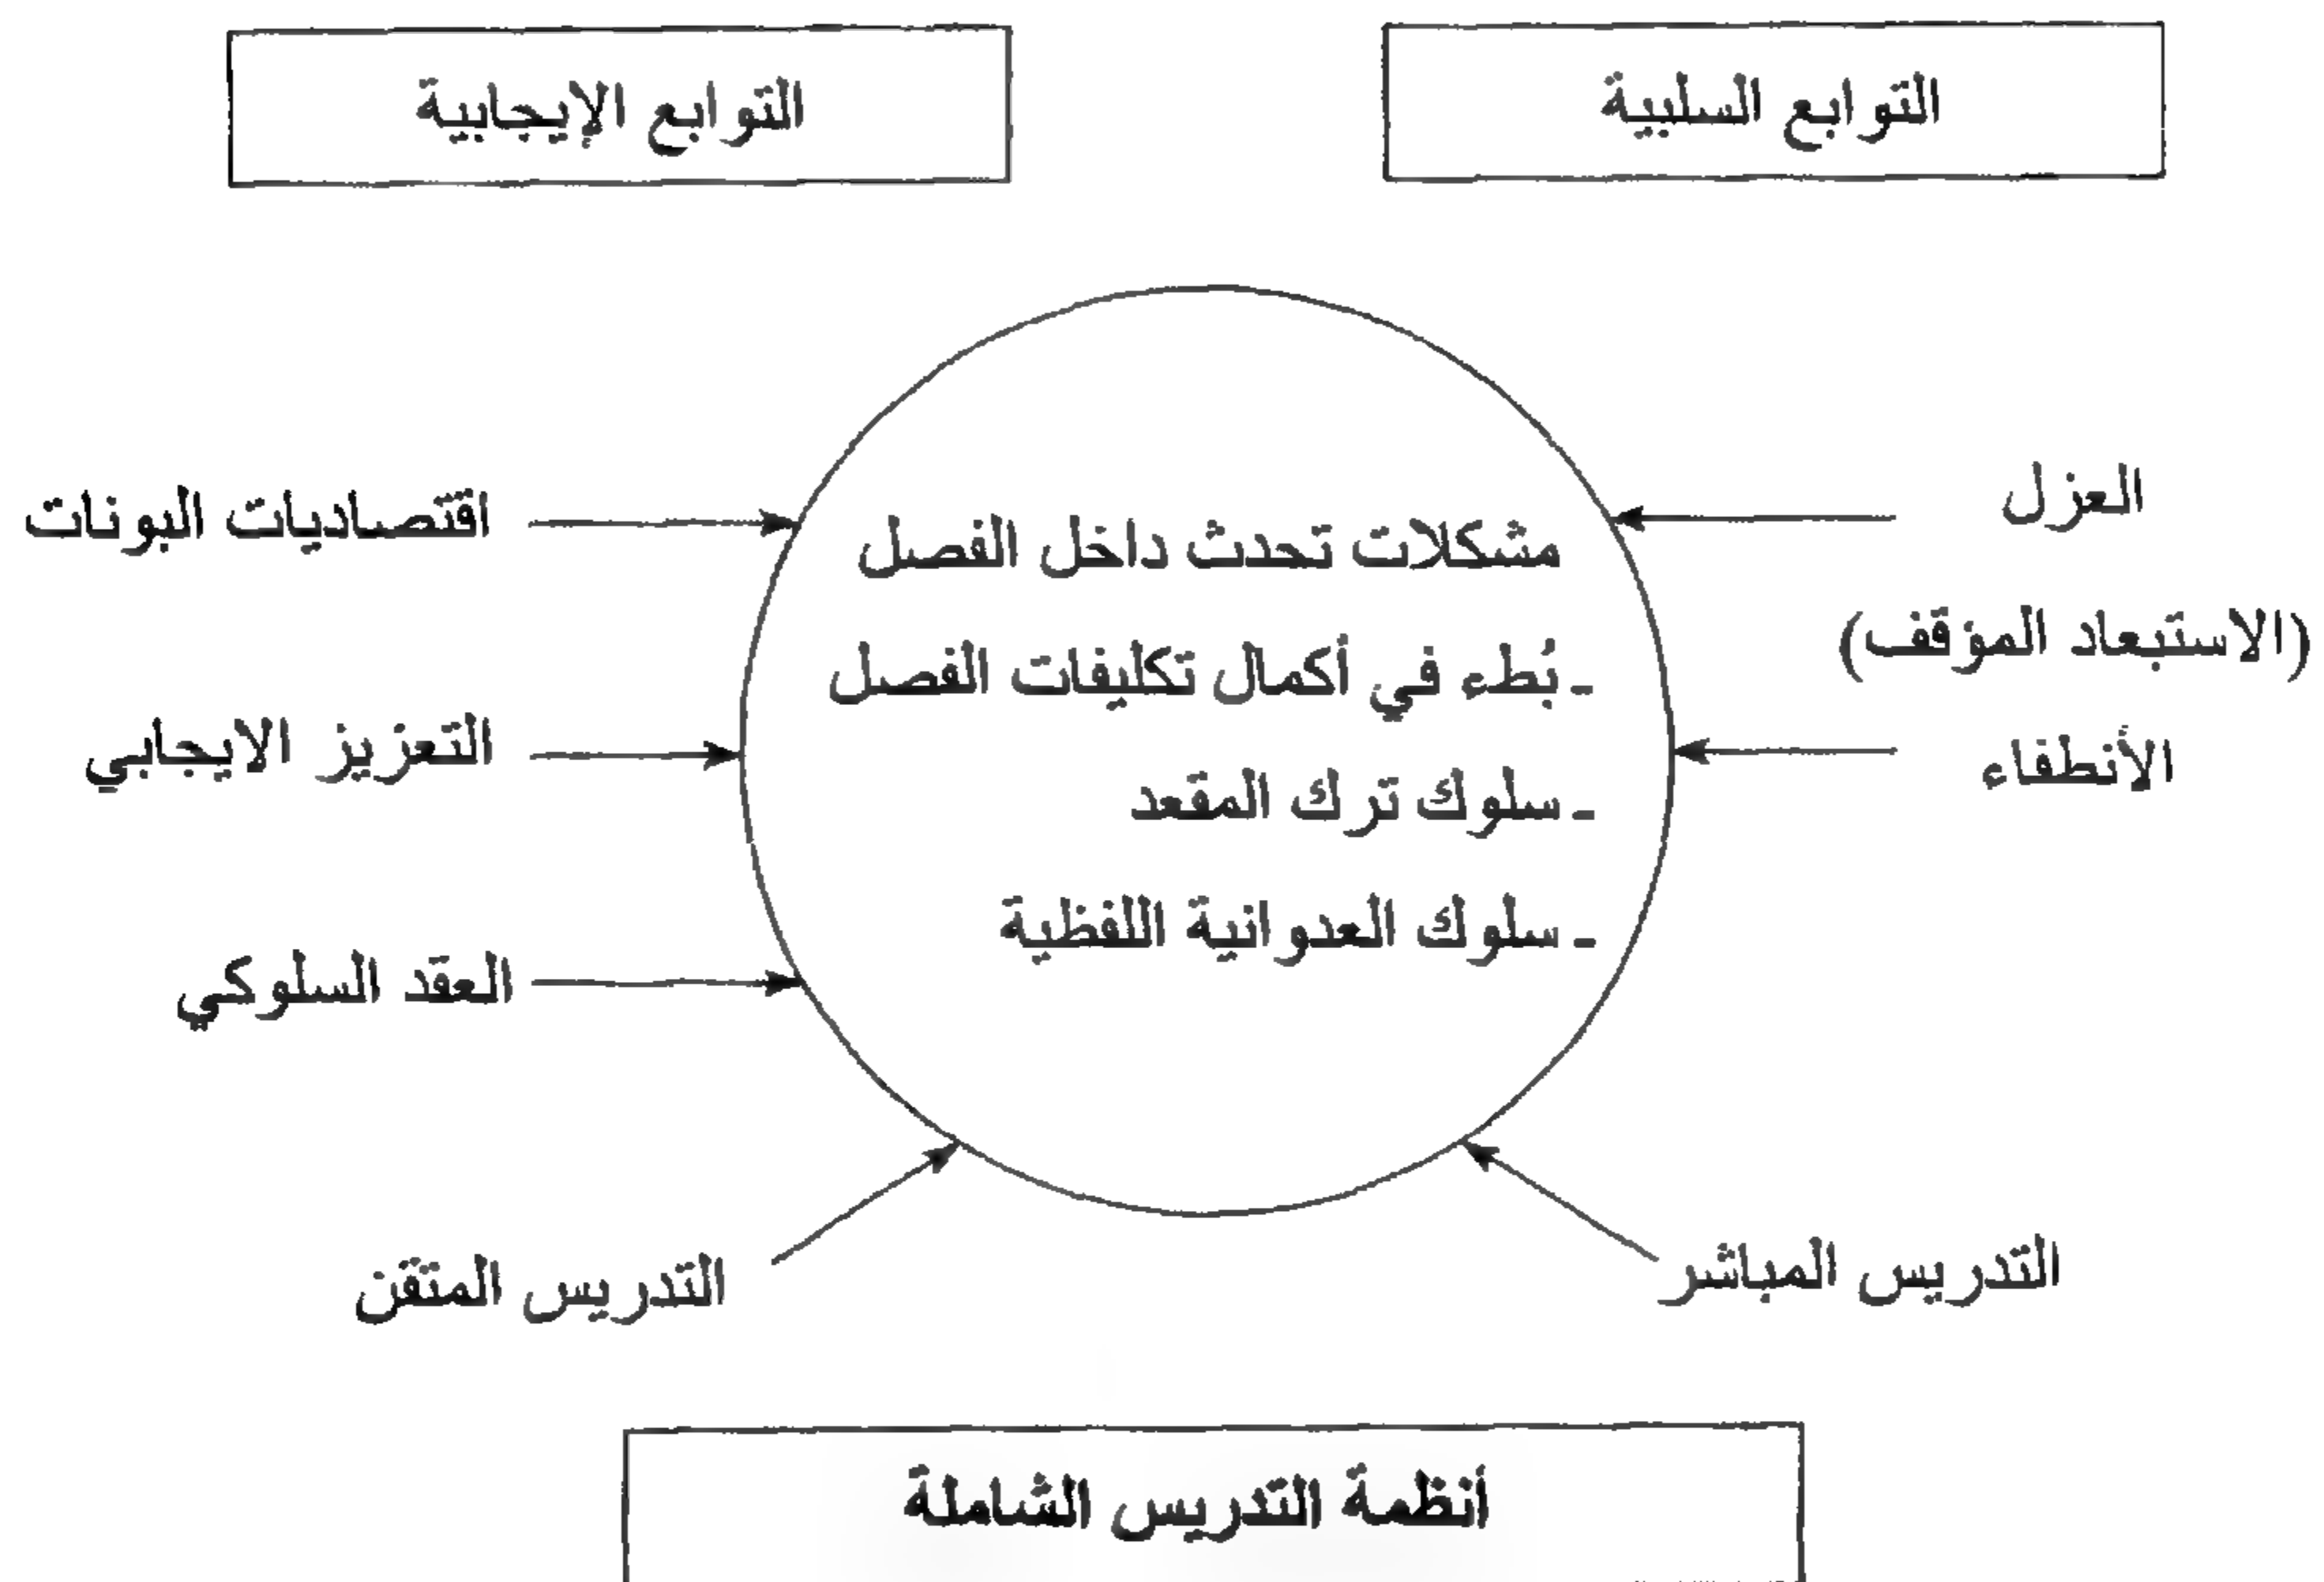 التوابع السلبية
التوابع الإيجابية
العزل
(الاستبعاد المؤقف)
الأنطفاء
مشكلات تحدث داخل الفصل
ـ بُطء في أكمال تكليفات الفصل
ـ سلوك ترك المقعد
ـ سلوك العدوانية اللفظية
اقتصاديات البونات
التعزيز الايجابي
العقد السلوكي
التدريس المباشر
التدريس المتقن
أنظمة التدريس الشاملة